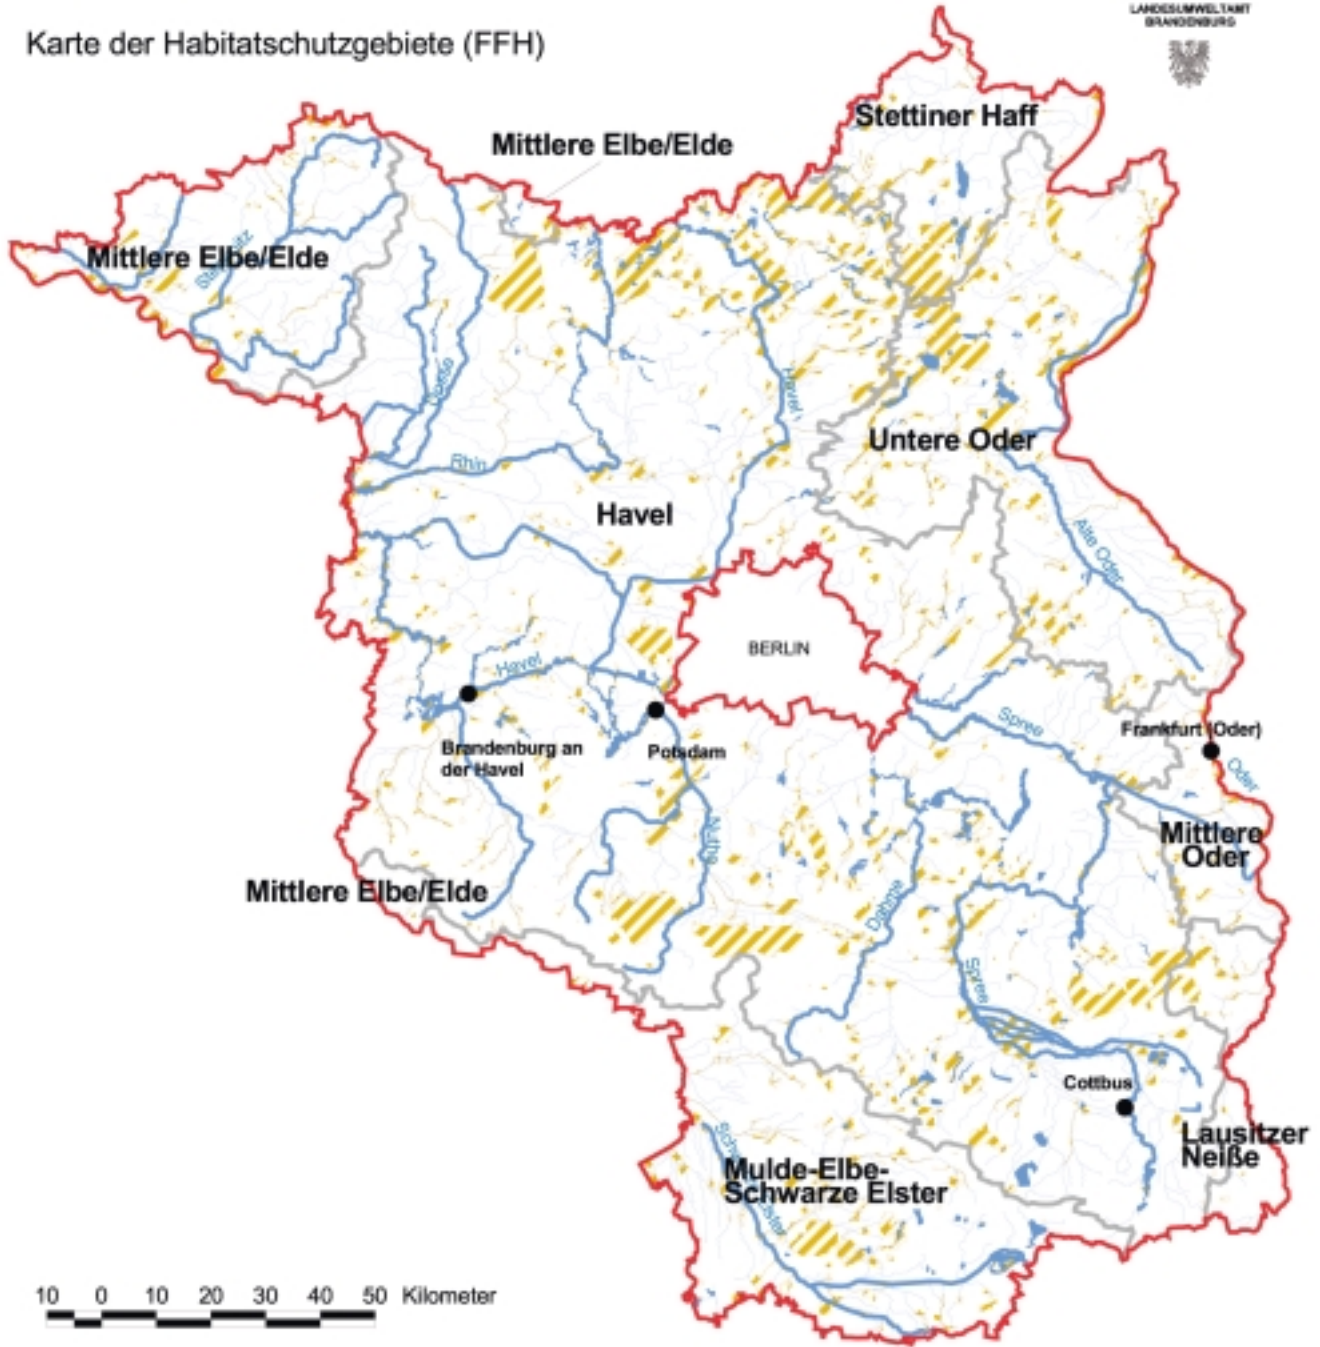 LANDESUMWELTAMT
BRANDENBURG
Karte der Habitatschutzgebiete (FFH)
Stettiner Haff
Mittlere Elbe/Elde
Mittlere Elbe/Elde
Havel
Untere Oder
Rhin
Havel
Alte Oder
BERLIN
Havel
Spree
Frankfurt (Oder)
Brandenburg an
der Havel
Potsdam
Oder
Nuthe
Mittlere
Oder
Mittlere Elbe/Elde
Dahme
Spree
Cottbus
Lausitzer
Neiße
Mulde-Elbe-
Schwarze Elster
10 0 10 20 30 40 50 Kilometer